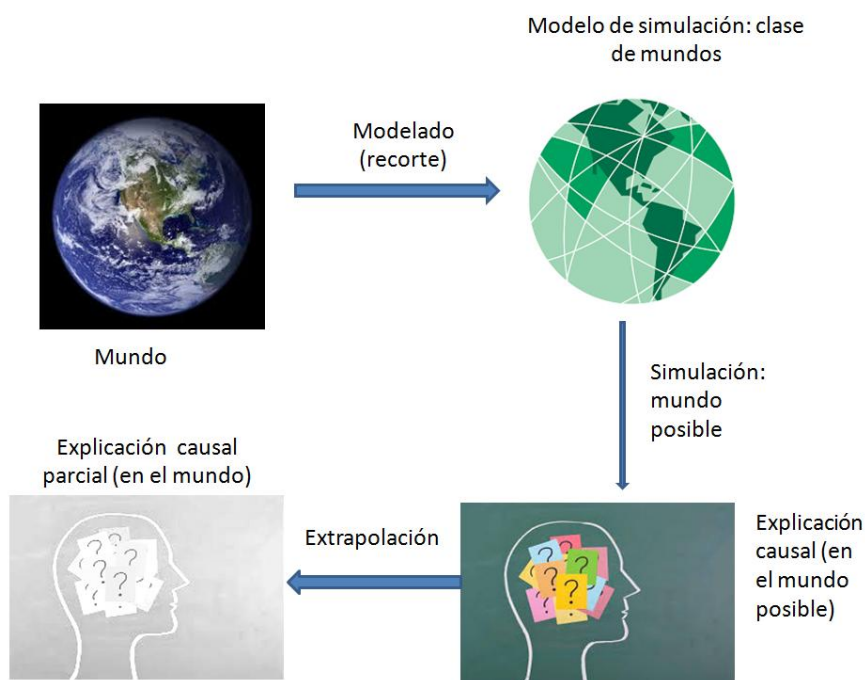 Modelo de simulación: clase
de mundos
Modelado
(recorte)
Mundo
Simulación:
mundo
posible
Explicación causal
parcial (en el mundo)
Extrapolación
Explicación
causal (en
el mundo
posible)
? ? ? ? ? ?
? ? ? ? ? ?